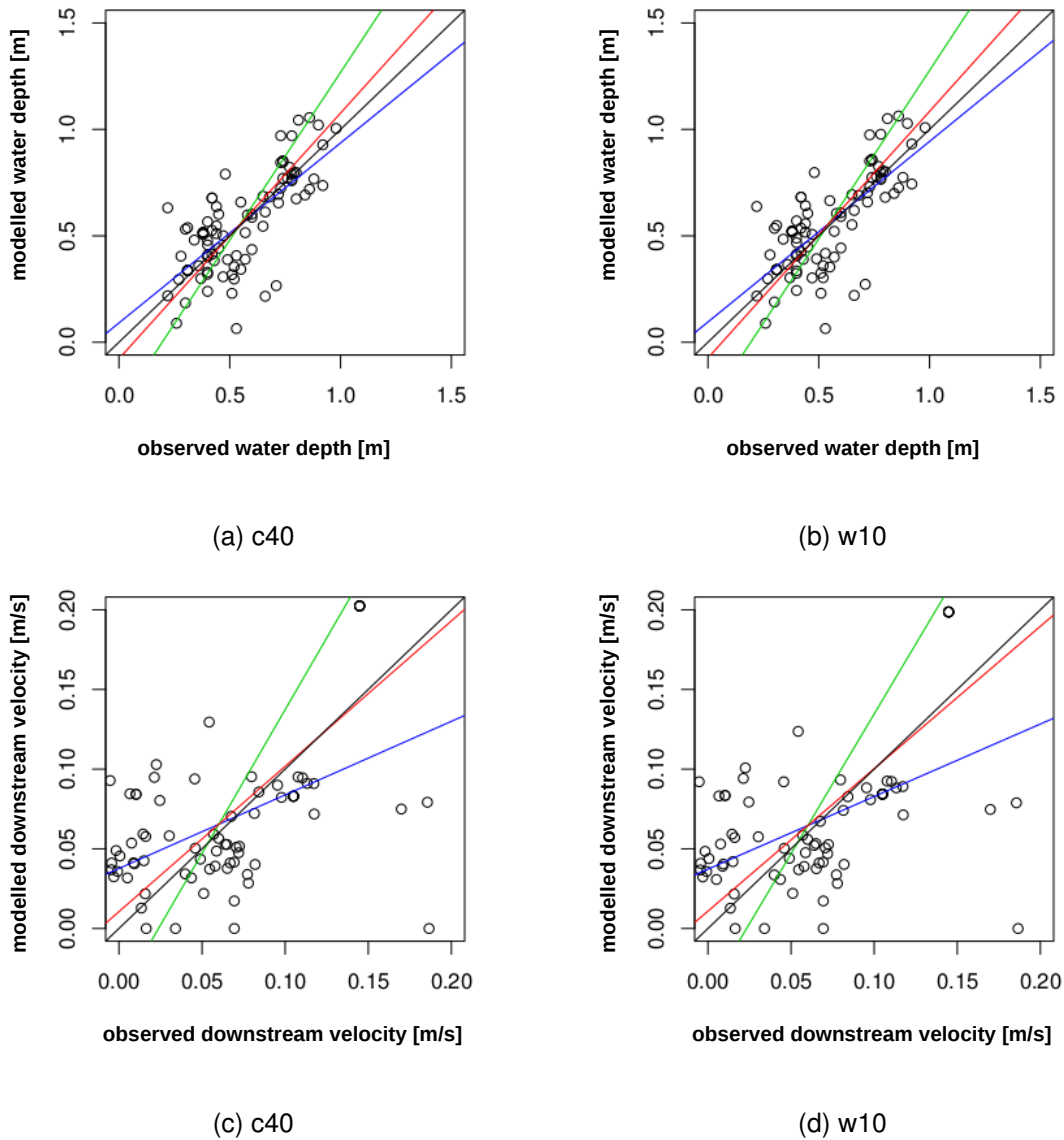 modelled water depth [m]
0.0 0.5 1.0 1.5
0.0 0.5 1.0 1.5
observed water depth [m]
(a) c40
modelled water depth [m]
0.0 0.5 1.0 1.5
0.0 0.5 1.0 1.5
observed water depth [m]
(b) w10
modelled downstream velocity [m/s]
0.00 0.05 0.10 0.15 0.20
0.00 0.05 0.10 0.15 0.20
observed downstream velocity [m/s]
(c) c40
modelled downstream velocity [m/s]
0.00 0.05 0.10 0.15 0.20
0.00 0.05 0.10 0.15 0.20
observed downstream velocity [m/s]
(d) w10